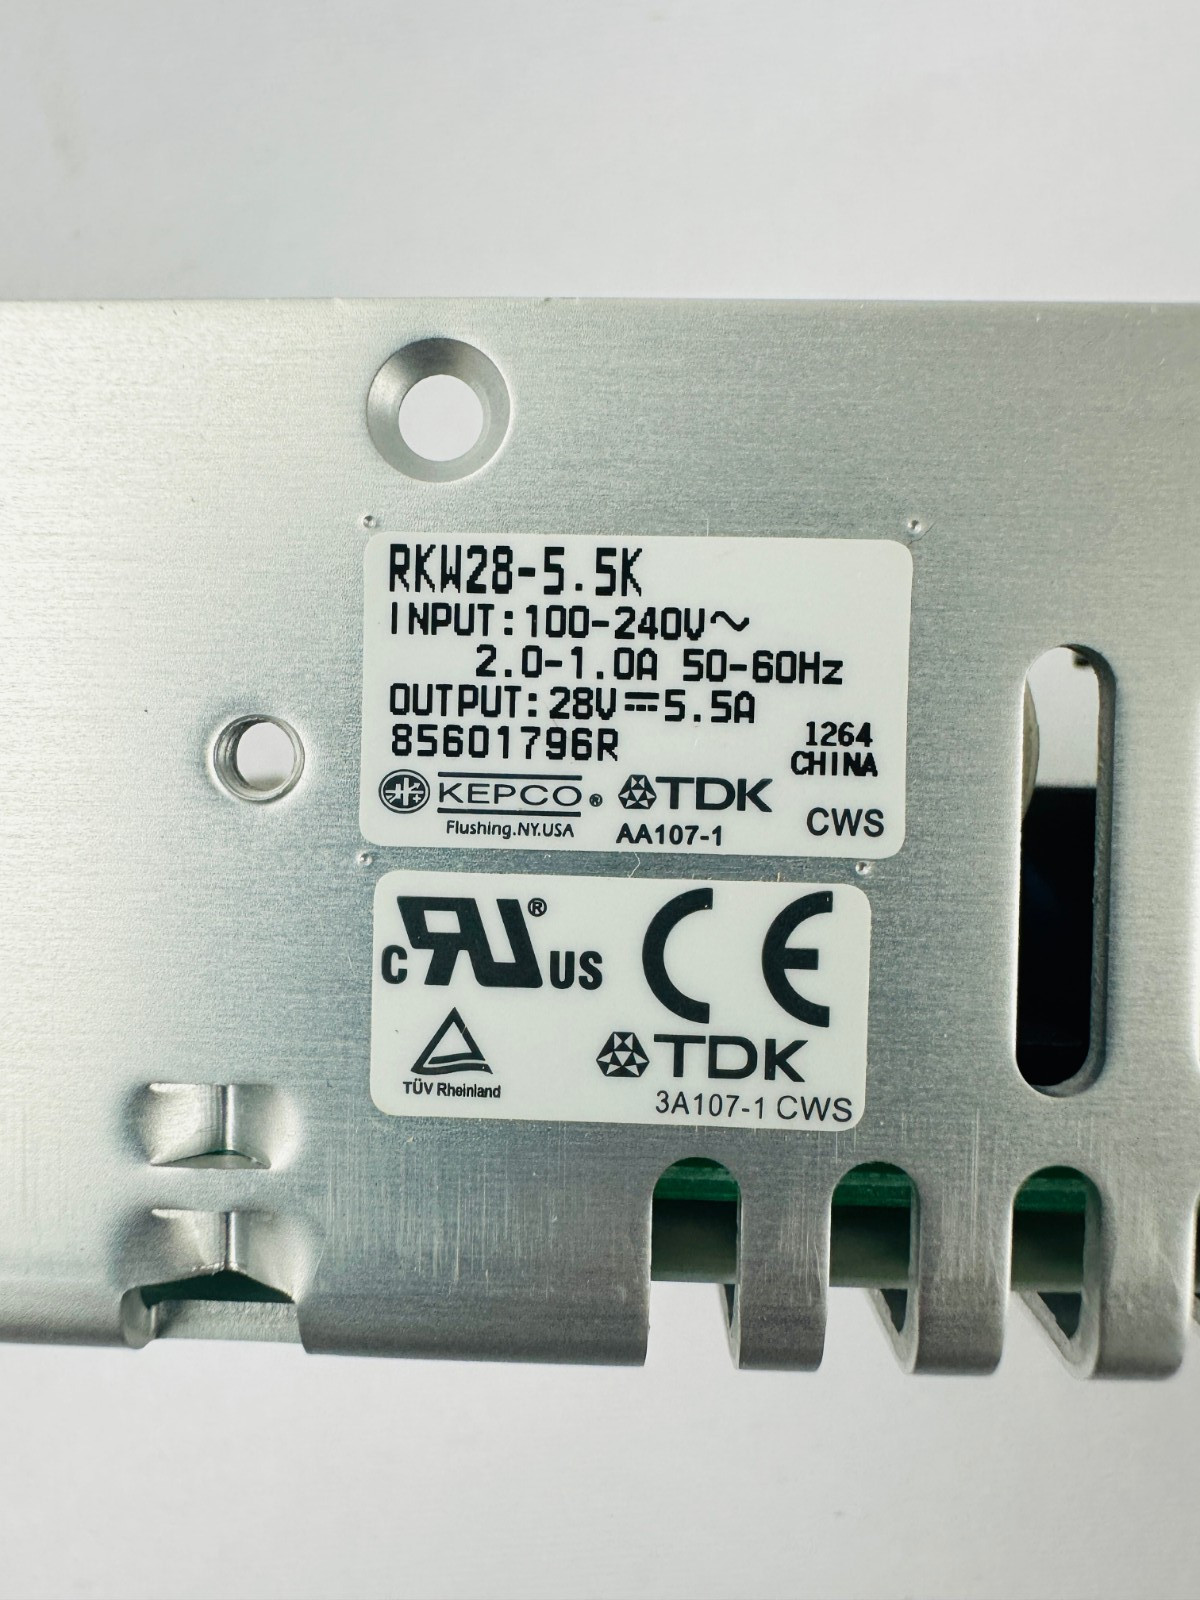 RKW28-5.5K
INPUT:100-240V~
2.0-1.0A 50-60Hz
OUTPUT:28V⎓5.5A
85601796R
1264
CHINA
KEPCO®
Flushing.NY.USA
TDK
AA107-1
CWS
c RU® US
CE
TÜV Rheinland
TDK
3A107-1 CWS